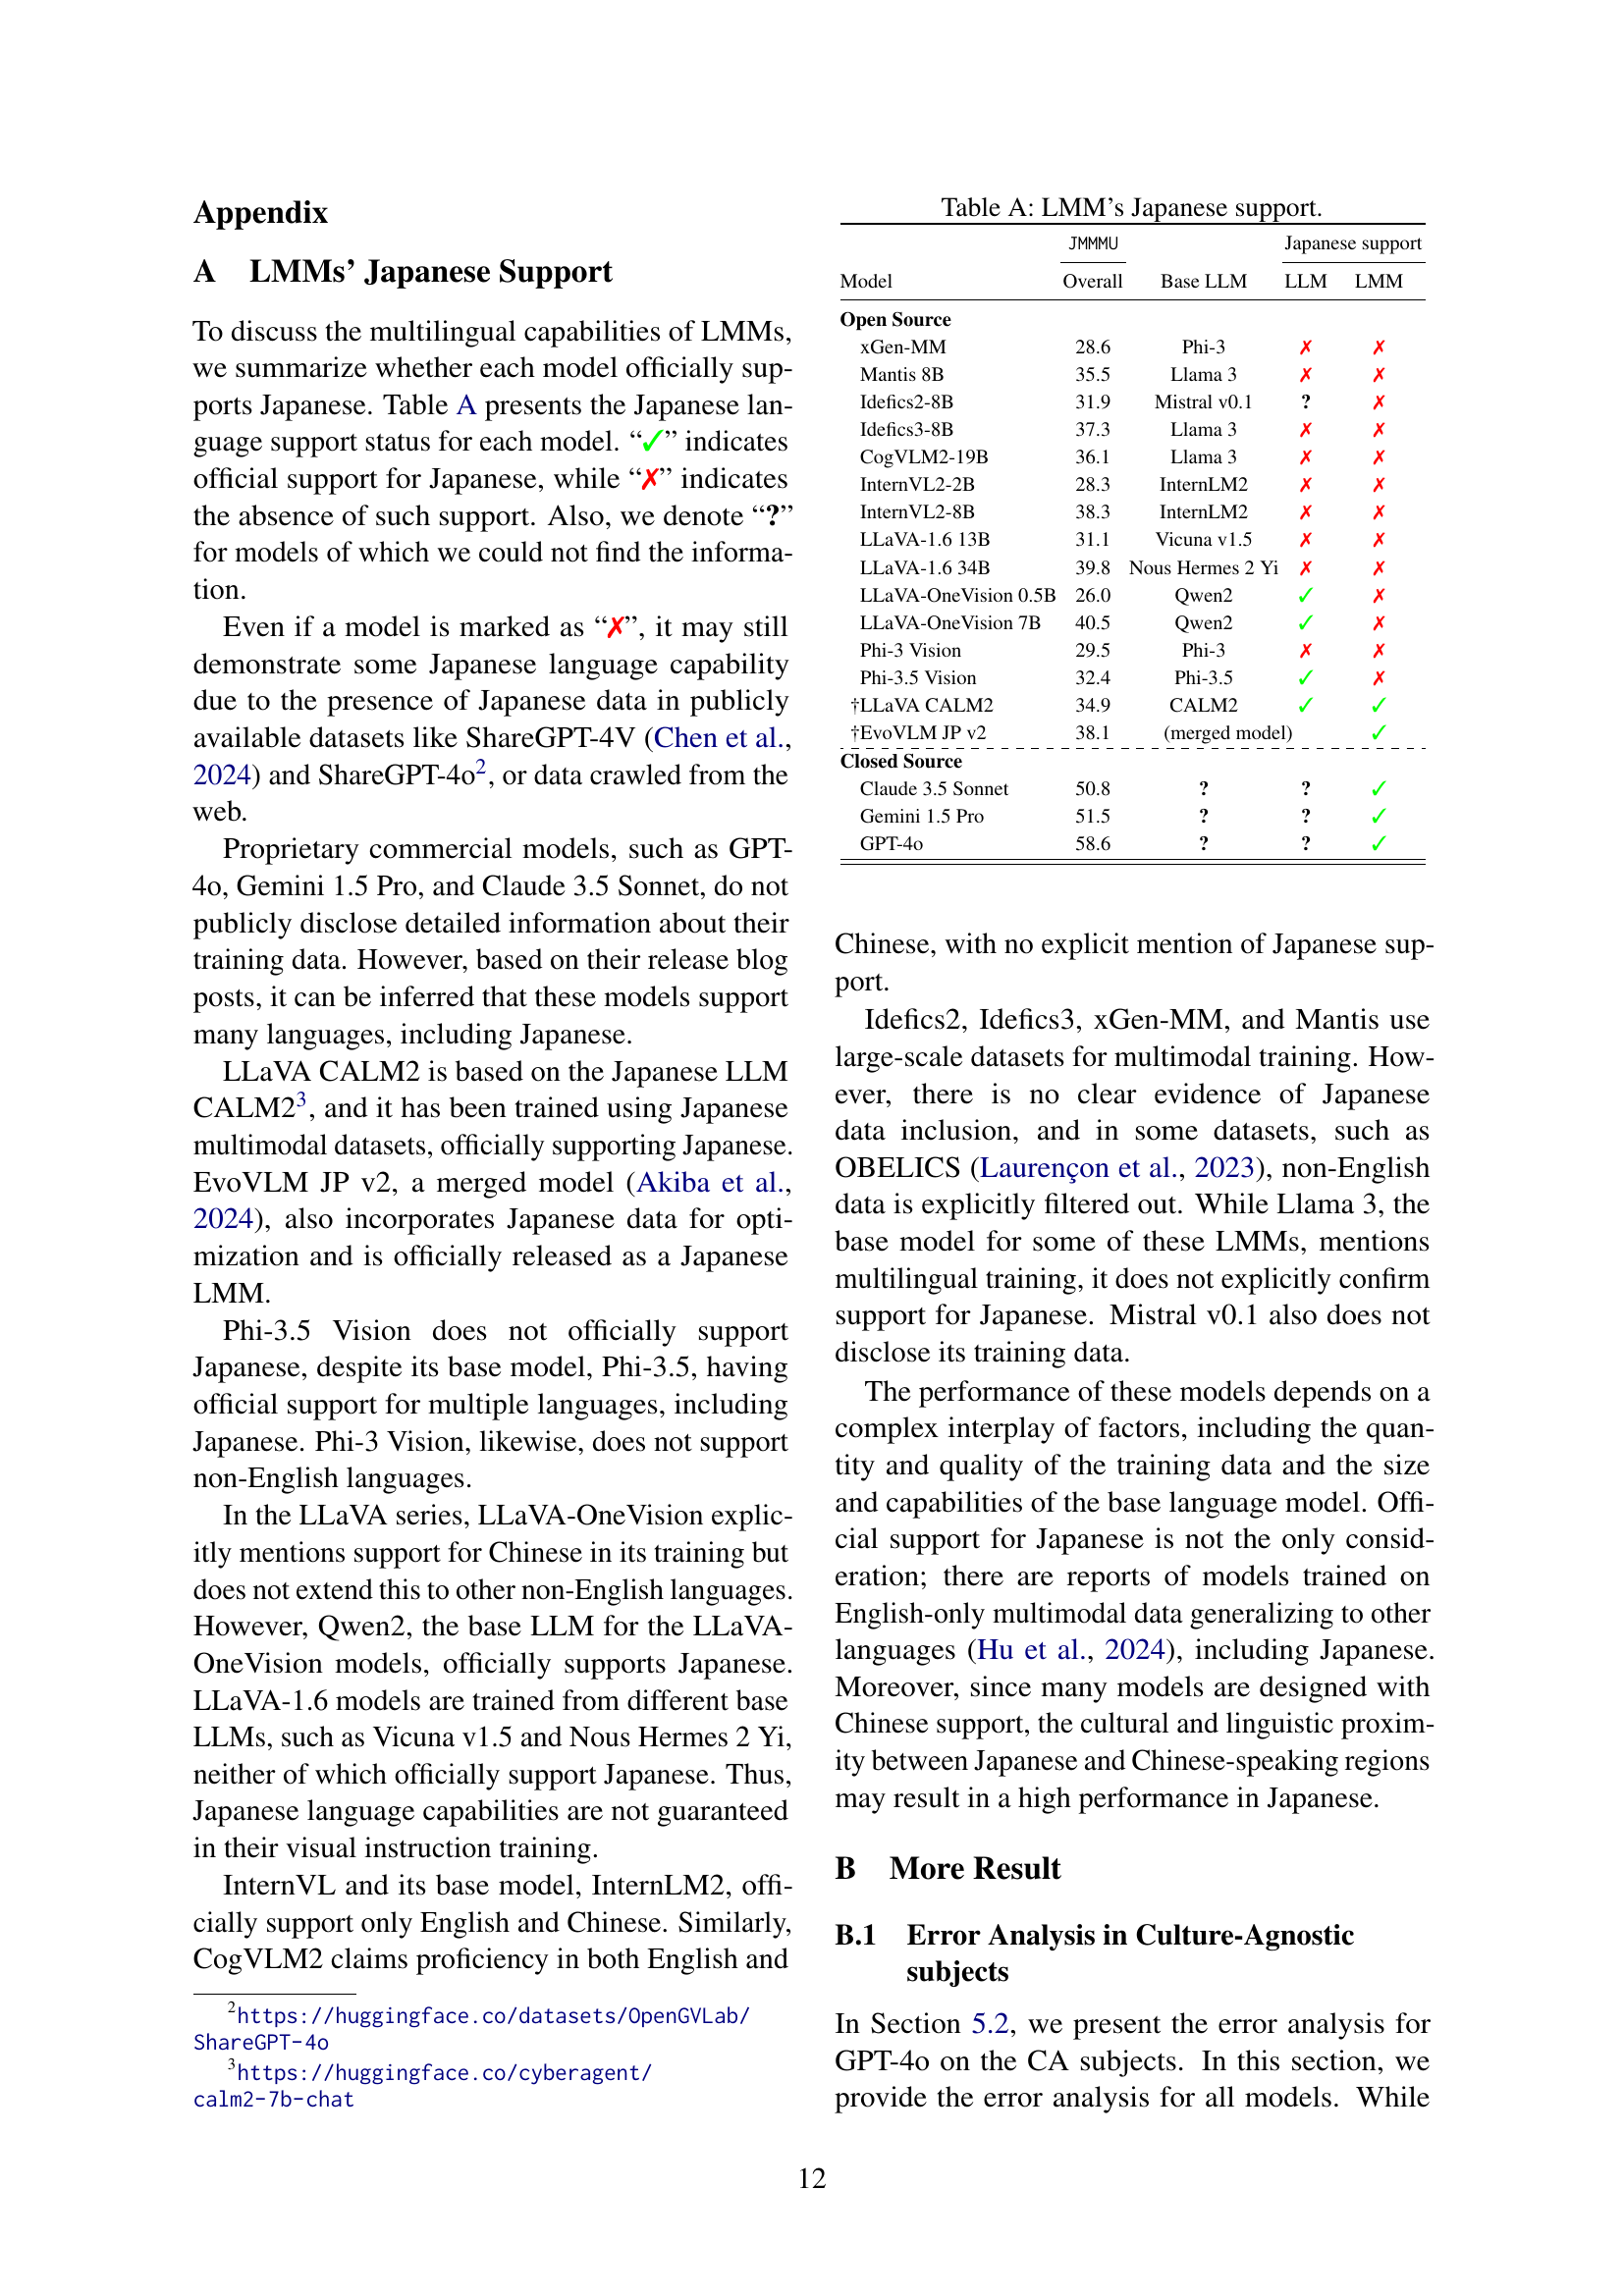 Appendix
A LMMs’ Japanese Support
To discuss the multilingual capabilities of LMMs,
we summarize whether each model officially sup-
ports Japanese. Table A presents the Japanese lan-
guage support status for each model. “✓” indicates
official support for Japanese, while “✗” indicates
the absence of such support. Also, we denote “?”
for models of which we could not find the informa-
tion.
Even if a model is marked as “✗”, it may still
demonstrate some Japanese language capability
due to the presence of Japanese data in publicly
available datasets like ShareGPT-4V (Chen et al.,
2024) and ShareGPT-4o2, or data crawled from the
web.
Proprietary commercial models, such as GPT-
4o, Gemini 1.5 Pro, and Claude 3.5 Sonnet, do not
publicly disclose detailed information about their
training data. However, based on their release blog
posts, it can be inferred that these models support
many languages, including Japanese.
LLaVA CALM2 is based on the Japanese LLM
CALM23, and it has been trained using Japanese
multimodal datasets, officially supporting Japanese.
EvoVLM JP v2, a merged model (Akiba et al.,
2024), also incorporates Japanese data for opti-
mization and is officially released as a Japanese
LMM.
Phi-3.5 Vision does not officially support
Japanese, despite its base model, Phi-3.5, having
official support for multiple languages, including
Japanese. Phi-3 Vision, likewise, does not support
non-English languages.
In the LLaVA series, LLaVA-OneVision explic-
itly mentions support for Chinese in its training but
does not extend this to other non-English languages.
However, Qwen2, the base LLM for the LLaVA-
OneVision models, officially supports Japanese.
LLaVA-1.6 models are trained from different base
LLMs, such as Vicuna v1.5 and Nous Hermes 2 Yi,
neither of which officially support Japanese. Thus,
Japanese language capabilities are not guaranteed
in their visual instruction training.
InternVL and its base model, InternLM2, offi-
cially support only English and Chinese. Similarly,
CogVLM2 claims proficiency in both English and
2https://huggingface.co/datasets/OpenGVLab/
ShareGPT-4o
3https://huggingface.co/cyberagent/
calm2-7b-chat
Table A: LMM’s Japanese support.
JMMMU Japanese support
Model Overall Base LLM LLM LMM
Open Source
xGen-MM 28.6 Phi-3 ✗ ✗
Mantis 8B 35.5 Llama 3 ✗ ✗
Idefics2-8B 31.9 Mistral v0.1 ? ✗
Idefics3-8B 37.3 Llama 3 ✗ ✗
CogVLM2-19B 36.1 Llama 3 ✗ ✗
InternVL2-2B 28.3 InternLM2 ✗ ✗
InternVL2-8B 38.3 InternLM2 ✗ ✗
LLaVA-1.6 13B 31.1 Vicuna v1.5 ✗ ✗
LLaVA-1.6 34B 39.8 Nous Hermes 2 Yi ✗ ✗
LLaVA-OneVision 0.5B 26.0 Qwen2 ✓ ✗
LLaVA-OneVision 7B 40.5 Qwen2 ✓ ✗
Phi-3 Vision 29.5 Phi-3 ✗ ✗
Phi-3.5 Vision 32.4 Phi-3.5 ✓ ✗
†LLaVA CALM2 34.9 CALM2 ✓ ✓
†EvoVLM JP v2 38.1 (merged model) ✓
Closed Source
Claude 3.5 Sonnet 50.8 ? ? ✓
Gemini 1.5 Pro 51.5 ? ? ✓
GPT-4o 58.6 ? ? ✓
Chinese, with no explicit mention of Japanese sup-
port.
Idefics2, Idefics3, xGen-MM, and Mantis use
large-scale datasets for multimodal training. How-
ever, there is no clear evidence of Japanese
data inclusion, and in some datasets, such as
OBELICS (Laurençon et al., 2023), non-English
data is explicitly filtered out. While Llama 3, the
base model for some of these LMMs, mentions
multilingual training, it does not explicitly confirm
support for Japanese. Mistral v0.1 also does not
disclose its training data.
The performance of these models depends on a
complex interplay of factors, including the quan-
tity and quality of the training data and the size
and capabilities of the base language model. Offi-
cial support for Japanese is not the only consid-
eration; there are reports of models trained on
English-only multimodal data generalizing to other
languages (Hu et al., 2024), including Japanese.
Moreover, since many models are designed with
Chinese support, the cultural and linguistic proxim-
ity between Japanese and Chinese-speaking regions
may result in a high performance in Japanese.
B More Result
B.1 Error Analysis in Culture-Agnostic
subjects
In Section 5.2, we present the error analysis for
GPT-4o on the CA subjects. In this section, we
provide the error analysis for all models. While
12